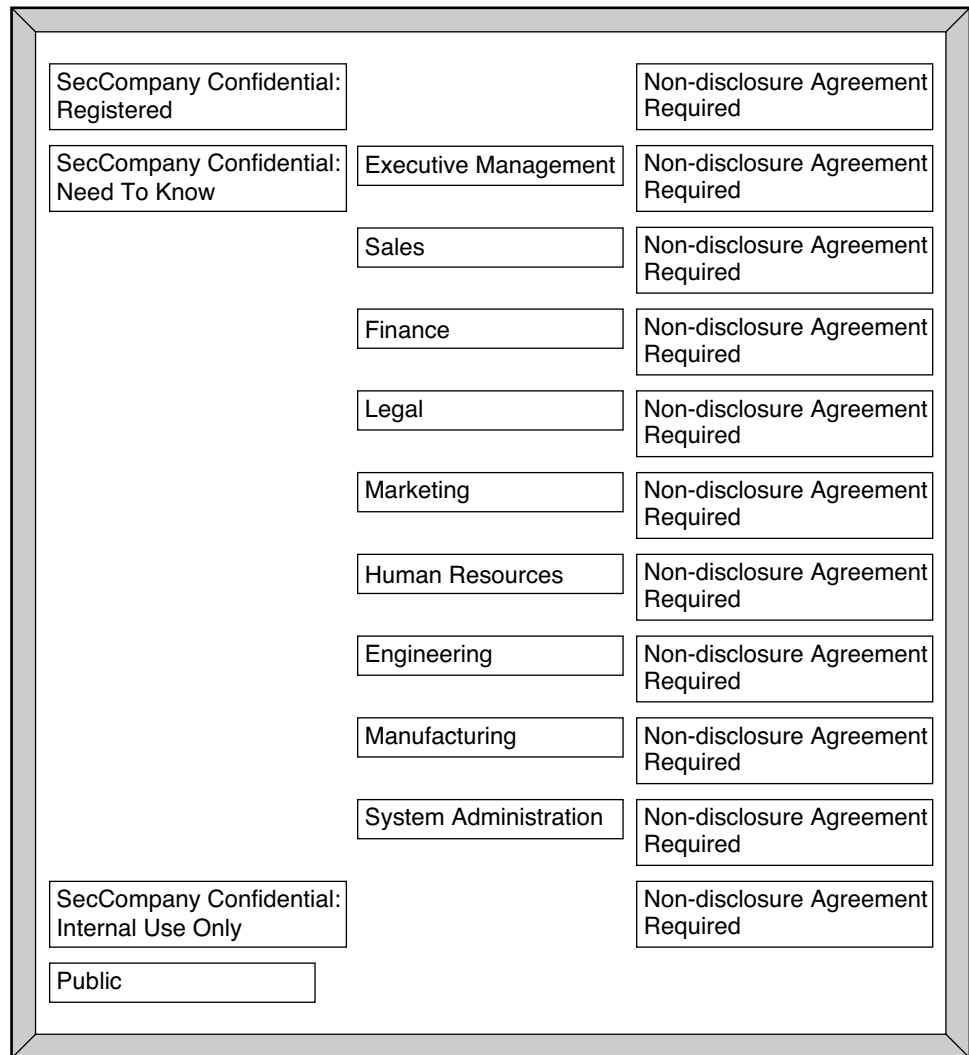 SecCompany Confidential:
Registered
Non-disclosure Agreement
Required
SecCompany Confidential:
Need To Know
Executive Management
Non-disclosure Agreement
Required
Sales
Non-disclosure Agreement
Required
Finance
Non-disclosure Agreement
Required
Legal
Non-disclosure Agreement
Required
Marketing
Non-disclosure Agreement
Required
Human Resources
Non-disclosure Agreement
Required
Engineering
Non-disclosure Agreement
Required
Manufacturing
Non-disclosure Agreement
Required
System Administration
Non-disclosure Agreement
Required
SecCompany Confidential:
Internal Use Only
Non-disclosure Agreement
Required
Public